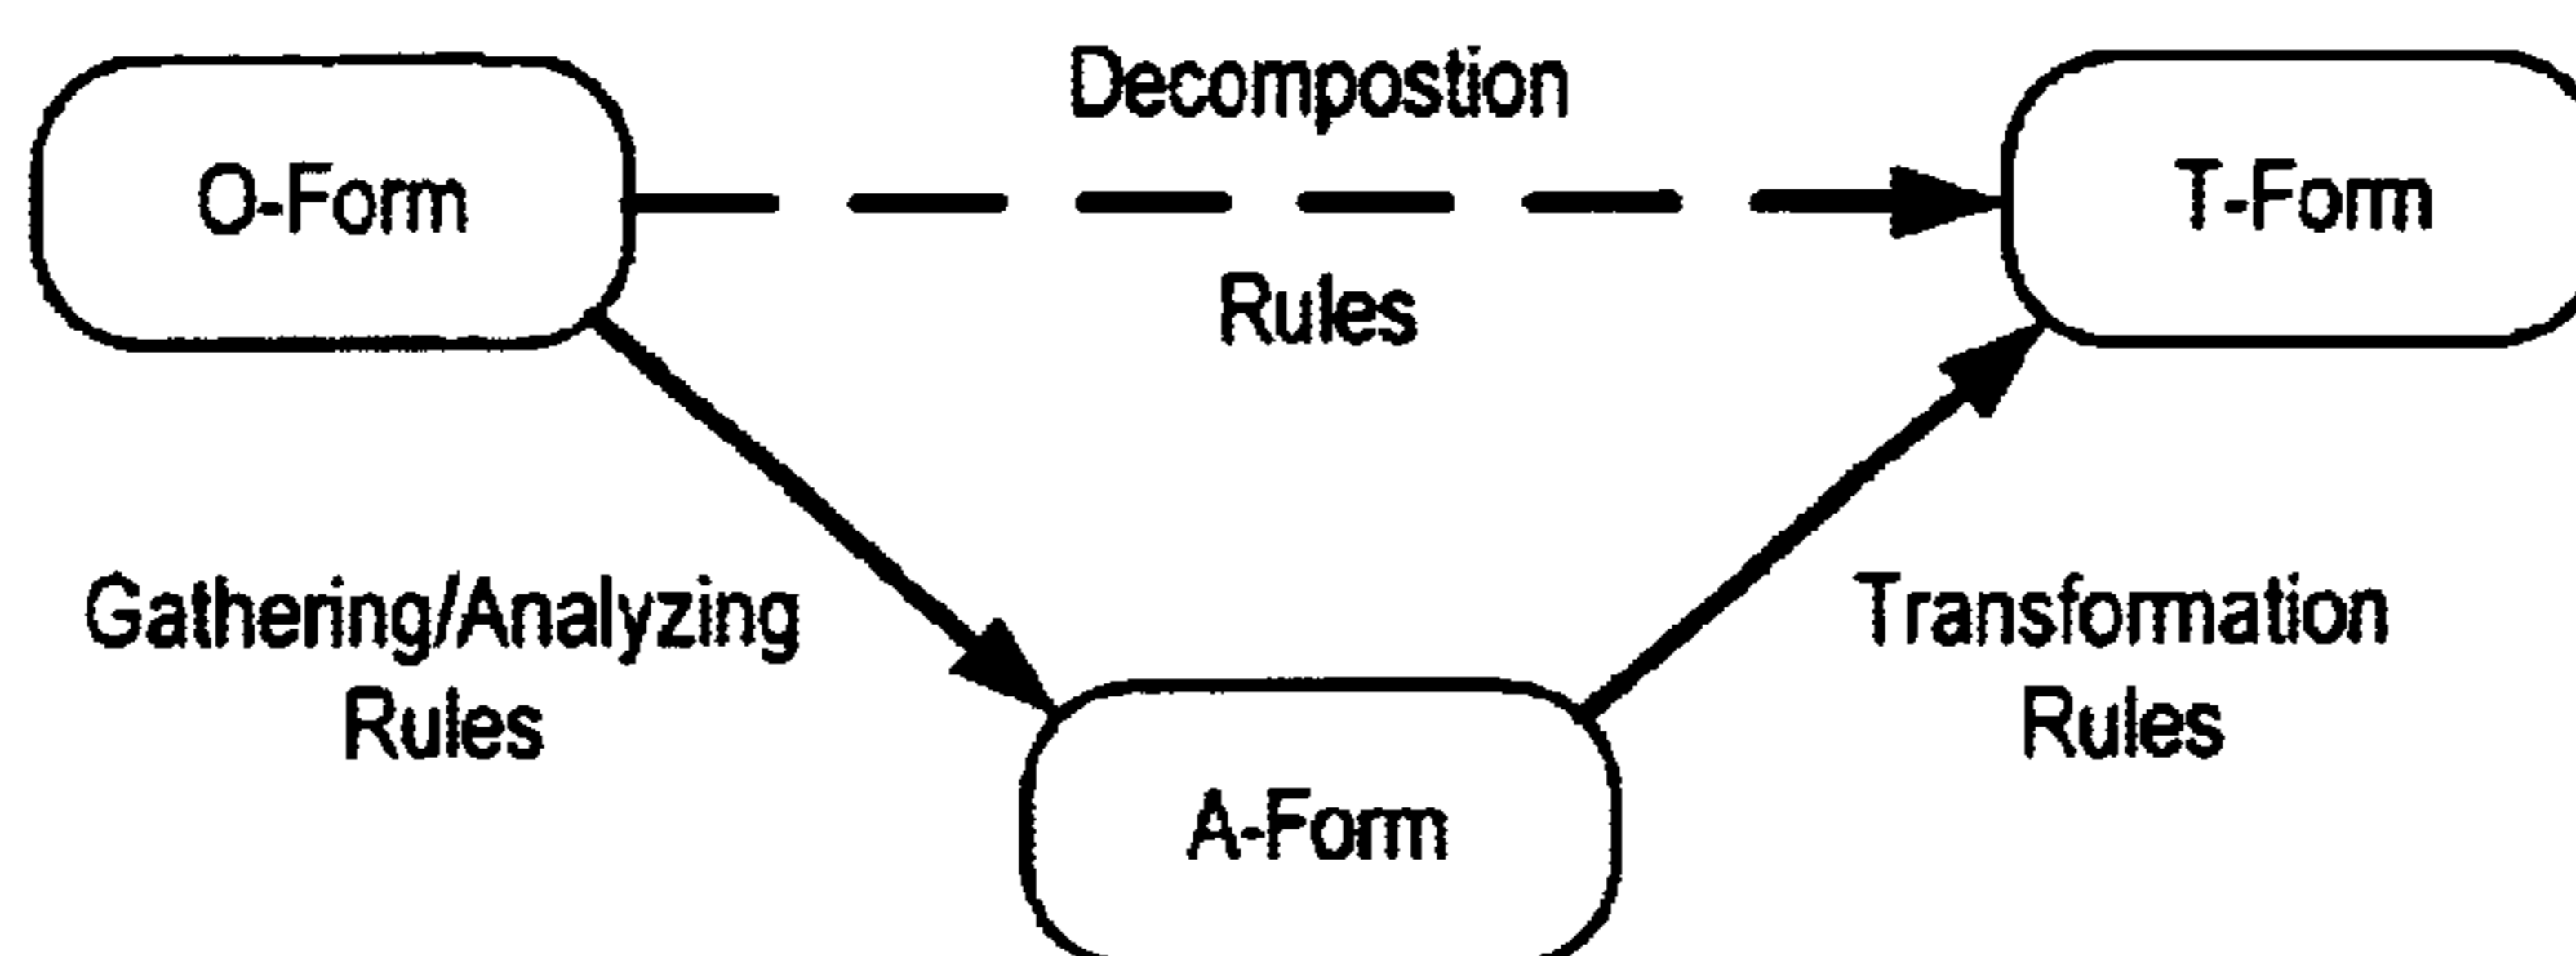 Decompostion
O-Form
T-Form
Rules
Gathering/Analyzing
Rules
Transformation
Rules
A-Form